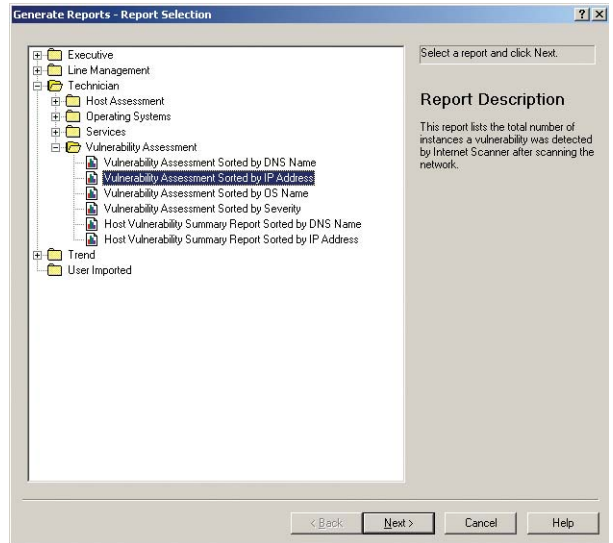 Generate Reports - Report Selection
Executive
Line Management
Technician
Host Assessment
Operating Systems
Services
Vulnerability Assessment
Vulnerability Assessment Sorted by DNS Name
Vulnerability Assessment Sorted by IP Address
Vulnerability Assessment Sorted by OS Name
Vulnerability Assessment Sorted by Severity
Host Vulnerability Summary Report Sorted by DNS Name
Host Vulnerability Summary Report Sorted by IP Address
Trend
User Imported
Select a report and click Next.
Report Description
This report lists the total number of
instances a vulnerability was detected
by Internet Scanner after scanning the
network.
< Back
Next >
Cancel
Help